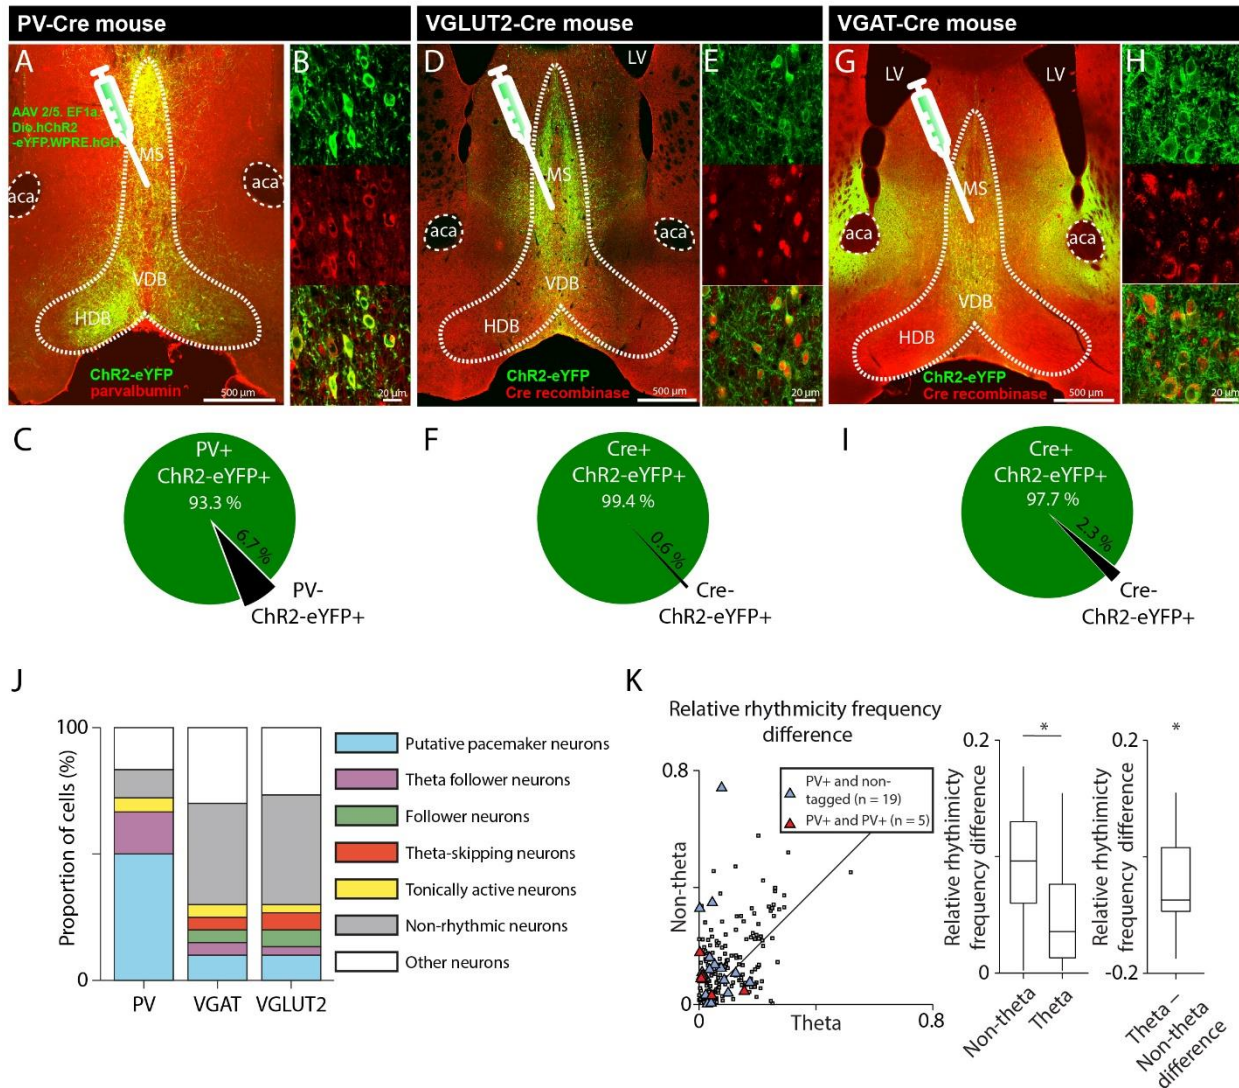 PV-Cre mouse
VGLUT2-Cre mouse
VGAT-Cre mouse
A
AAV 2/5. EF1a.
Dio.hChR2
-eYFP.WPRE.hGH
MS
aca
aca
VDB
HDB
ChR2-eYFP
parvalbumin
500 µm
B
20 µm
D
LV
MS
aca
aca
VDB
HDB
ChR2-eYFP
Cre recombinase
500 µm
E
20 µm
G
LV
LV
MS
aca
aca
VDB
HDB
ChR2-eYFP
Cre recombinase
500 µm
H
20 µm
C
PV+
ChR2-eYFP+
93.3 %
6.7 %
PV-
ChR2-eYFP+
F
Cre+
ChR2-eYFP+
99.4 %
0.6 %
Cre-
ChR2-eYFP+
I
Cre+
ChR2-eYFP+
97.7 %
2.3 %
Cre-
ChR2-eYFP+
J
Proportion of cells (%)
100
0
PV
VGAT
VGLUT2
Putative pacemaker neurons
Theta follower neurons
Follower neurons
Theta-skipping neurons
Tonically active neurons
Non-rhythmic neurons
Other neurons
K
Relative rhythmicity frequency
difference
0.8
Non-theta
0
0
Theta
0.8
PV+ and non-
tagged (n = 19)
PV+ and PV+ (n = 5)
Relative rhythimicty
frequency difference
0.2
0
*
Non-theta
Theta
Relative rhythimicty
frequency difference
0.2
-0.2
*
Theta –
Non-theta
difference